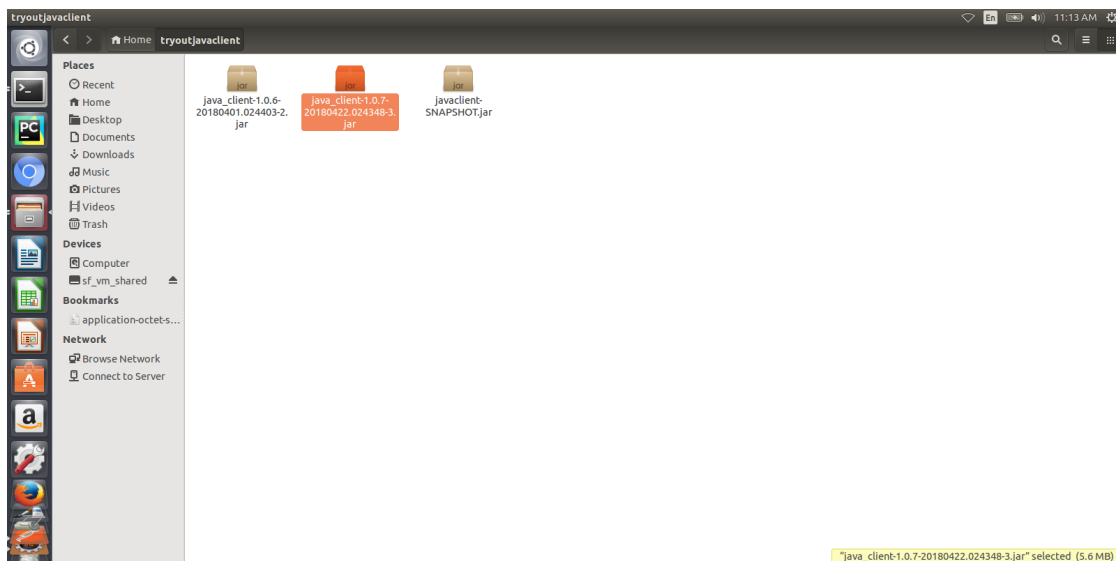 tryoutjavaclient
En
11:13 AM
Home tryoutjavaclient
Places
Recent
Home
Desktop
Documents
Downloads
Music
Pictures
Videos
Trash
Devices
Computer
sf_vm_shared
Bookmarks
application-octet-s...
Network
Browse Network
Connect to Server
PC
A
a
jar
java_client-1.0.6-
20180401.024403-2.
jar
jar
java_client-1.0.7-
20180422.024348-3.
jar
jar
javaclient-
SNAPSHOT.jar
"java_client-1.0.7-20180422.024348-3.jar" selected (5.6 MB)